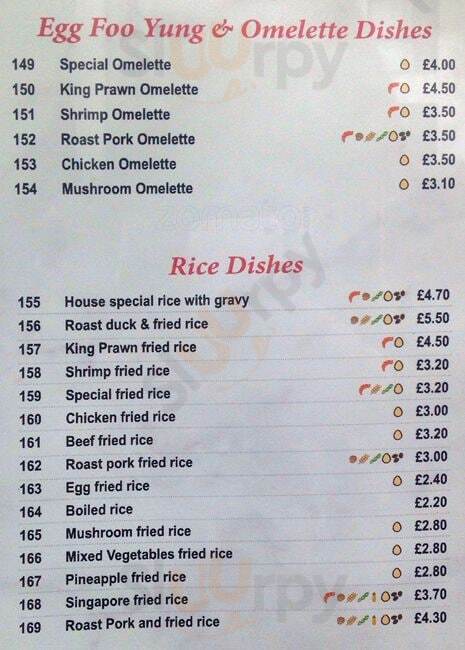 Egg Foo Yung & Omelette Dishes
149 Special Omelette £4.00
150 King Prawn Omelette £4.50
151 Shrimp Omelette £3.50
152 Roast Pork Omelette £3.50
153 Chicken Omelette £3.50
154 Mushroom Omelette £3.10
zomato
Rice Dishes
155 House special rice with gravy £4.70
156 Roast duck & fried rice £5.50
157 King Prawn fried rice £4.50
158 Shrimp fried rice £3.20
159 Special fried rice £3.20
160 Chicken fried rice £3.00
161 Beef fried rice £3.20
162 Roast pork fried rice £3.00
163 Egg fried rice £2.40
164 Boiled rice £2.20
165 Mushroom fried rice £2.80
166 Mixed Vegetables fried rice £2.80
167 Pineapple fried rice £2.80
168 Singapore fried rice £3.70
169 Roast Pork and fried rice £4.30